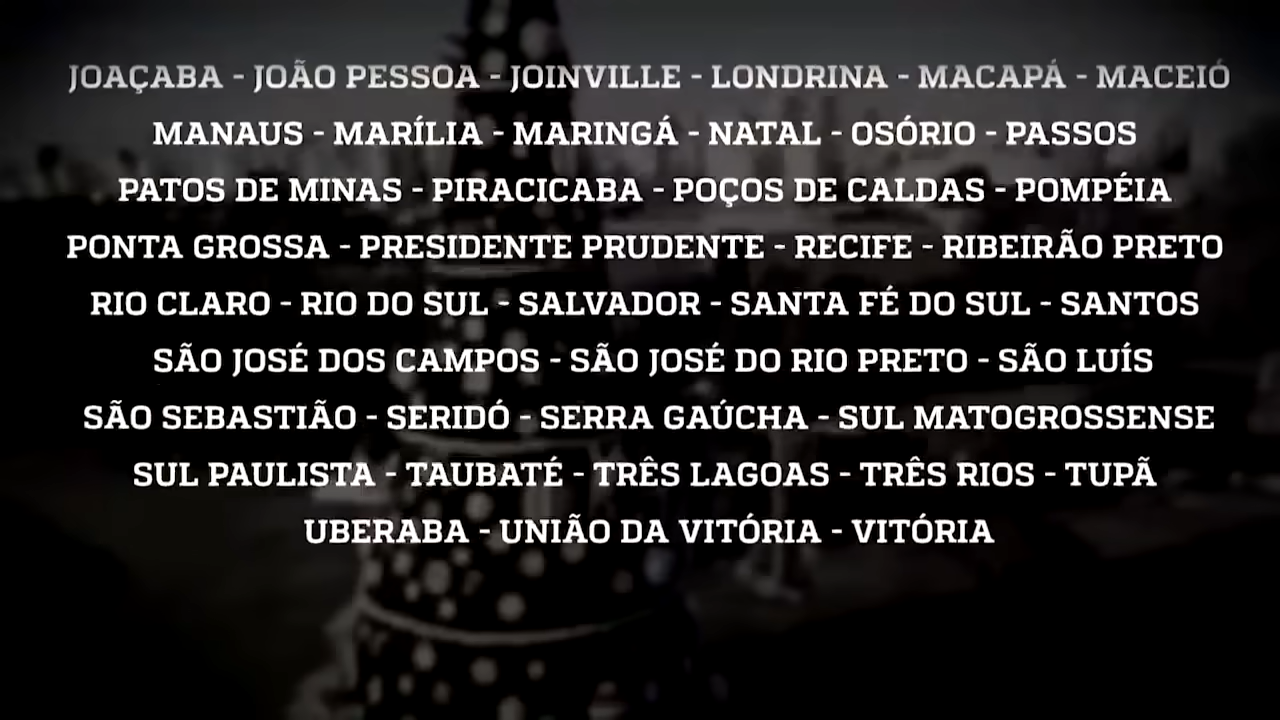 JOAÇABA - JOÃO PESSOA - JOINVILLE - LONDRINA - MACAPÁ - MACEIÓ
MANAUS - MARÍLIA - MARINGÁ - NATAL - OSÓRIO - PASSOS
PATOS DE MINAS - PIRACICABA - POÇOS DE CALDAS - POMPÉIA
PONTA GROSSA - PRESIDENTE PRUDENTE - RECIFE - RIBEIRÃO PRETO
RIO CLARO - RIO DO SUL - SALVADOR - SANTA FÉ DO SUL - SANTOS
SÃO JOSÉ DOS CAMPOS - SÃO JOSÉ DO RIO PRETO - SÃO LUÍS
SÃO SEBASTIÃO - SERIDÓ - SERRA GAÚCHA - SUL MATOGROSSENSE
SUL PAULISTA - TAUBATÉ - TRÊS LAGOAS - TRÊS RIOS - TUPÃ
UBERABA - UNIÃO DA VITÓRIA - VITÓRIA